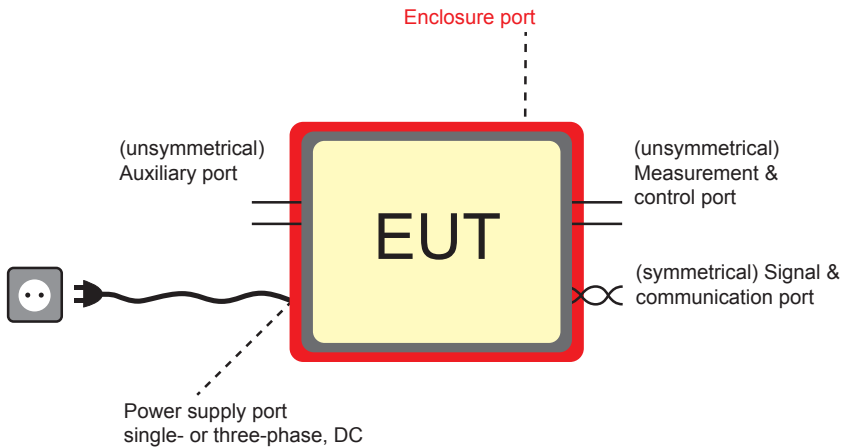 Enclosure port
(unsymmetrical)
Auxiliary port
(unsymmetrical)
Measurement &
control port
EUT
(symmetrical) Signal &
communication port
Power supply port
single- or three-phase, DC